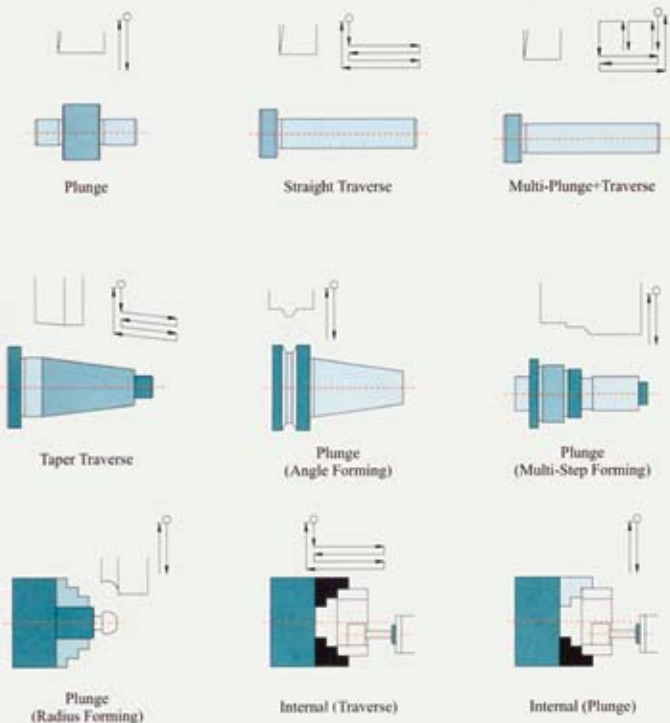 Plunge
Straight Traverse
Multi-Plunge+Traverse
Taper Traverse
Plunge
(Angle Forming)
Plunge
(Multi-Step Forming)
Plunge
(Radius Forming)
Internal (Traverse)
Internal (Plunge)